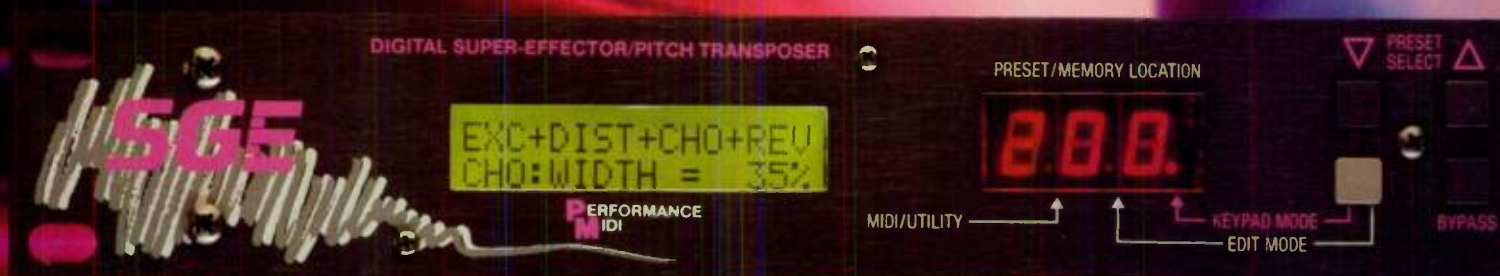 DIGITAL SUPER-EFFECTOR/PITCH TRANSPOSER
SGE
EXC+DIST+CHO+REV
CHO:WIDTH = 35%
PERFORMANCE
MIDI
PRESET/MEMORY LOCATION
200.
MIDI/UTILITY
KEYPAD MODE
EDIT MODE
PRESET
SELECT
BYPASS